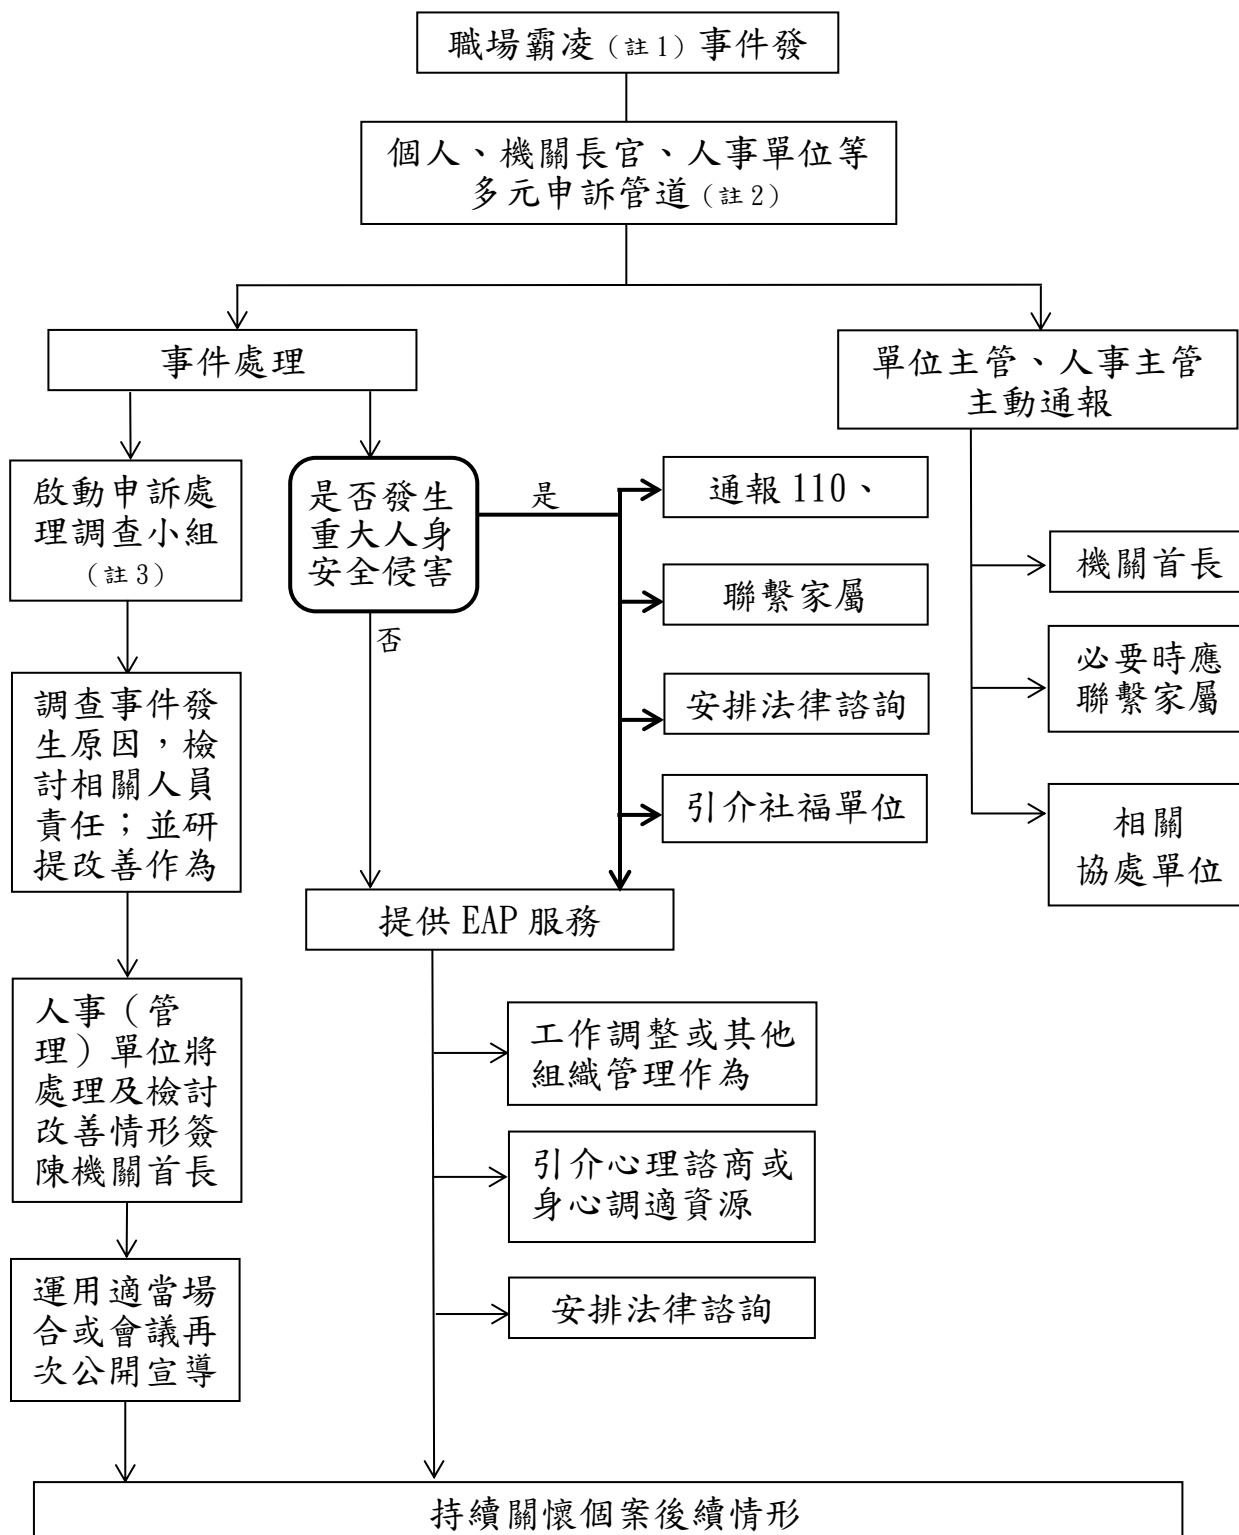 職場霸凌（註1）事件發
個人、機關長官、人事單位等
多元申訴管道（註2）
事件處理
單位主管、人事主管
主動通報
啟動申訴處
理調查小組
（註3）
是否發生
重大人身
安全侵害
是
否
通報 110、
聯繫家屬
安排法律諮詢
引介社福單位
機關首長
必要時應
聯繫家屬
相關
協處單位
調查事件發
生原因，檢
討相關人員
責任；並研
提改善作為
提供 EAP 服務
人事（管
理）單位將
處理及檢討
改善情形簽
陳機關首長
工作調整或其他
組織管理作為
引介心理諮商或
身心調適資源
安排法律諮詢
運用適當場
合或會議再
次公開宣導
持續關懷個案後續情形